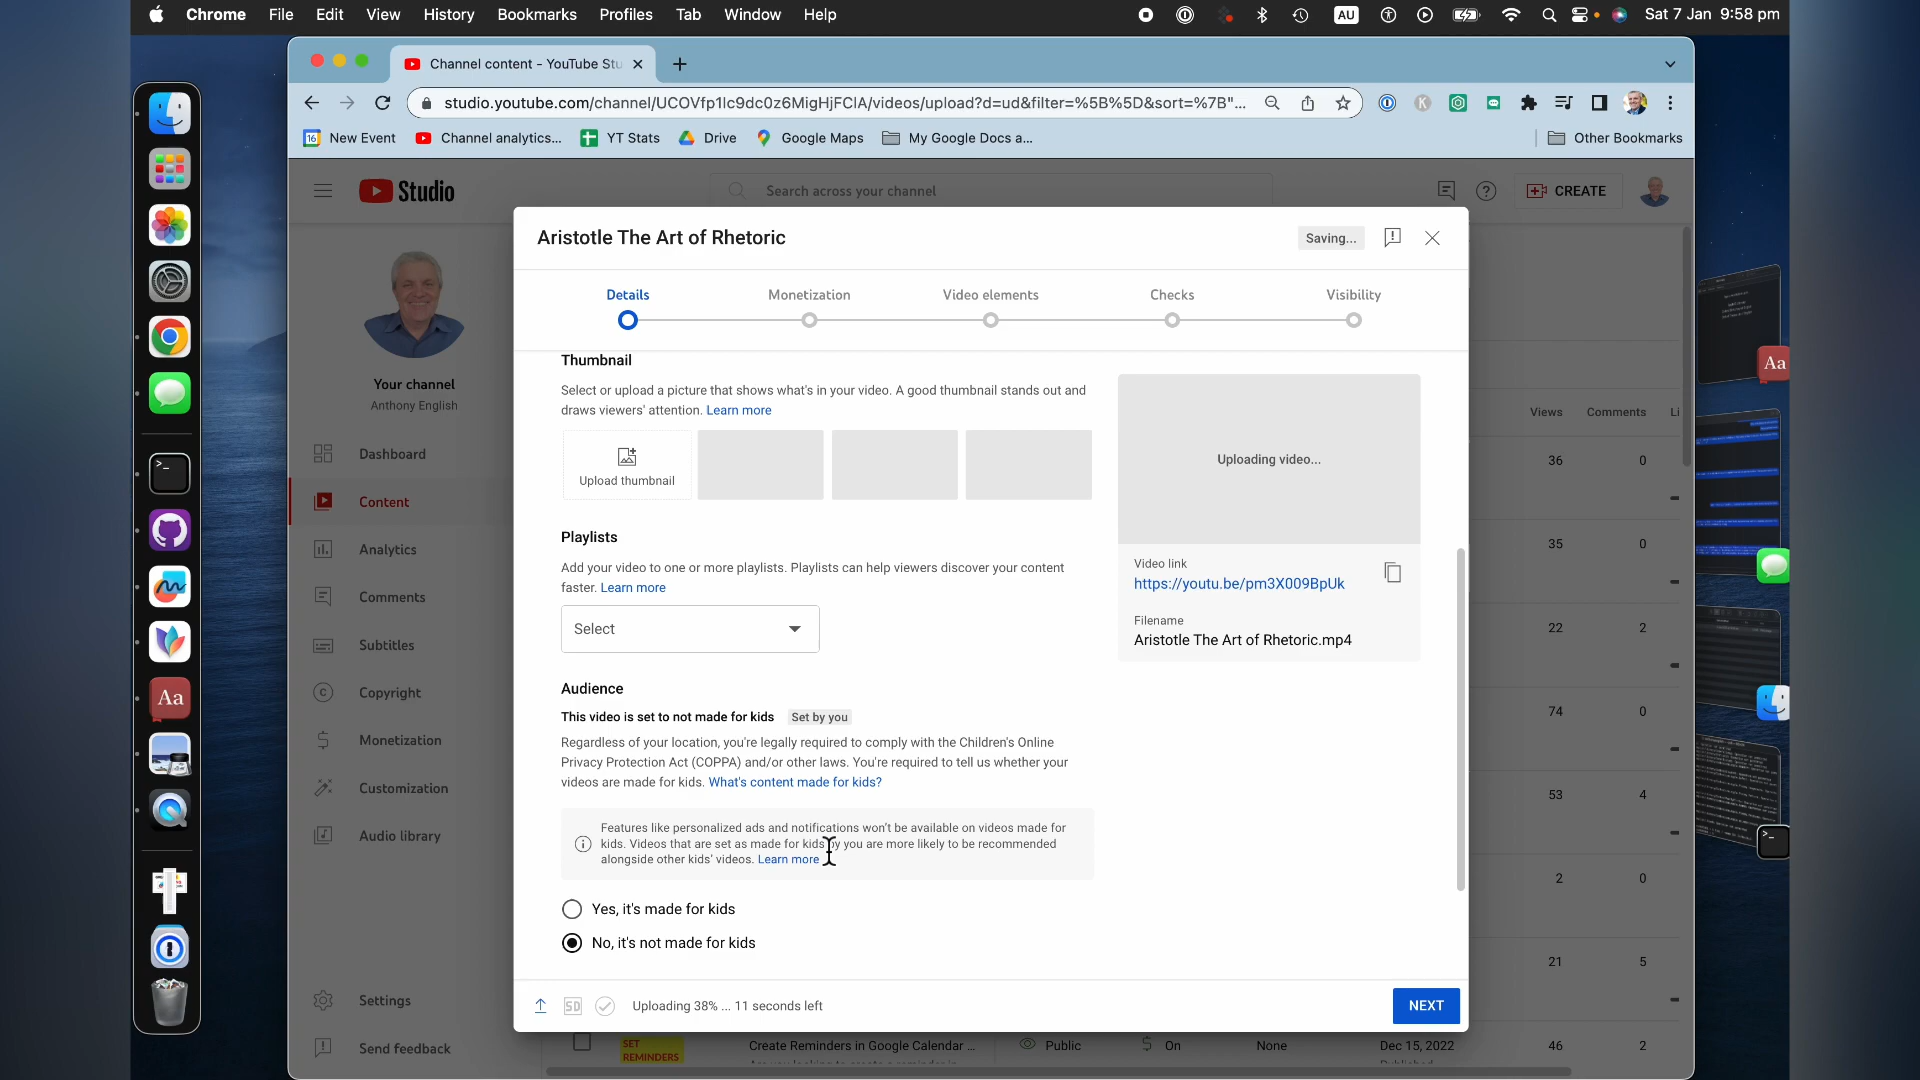 Chrome File Edit View History Bookmarks Profiles Tab Window Help
AU Sat 7 Jan 9:58 pm
Channel content - YouTube Stu
studio.youtube.com/channel/UCOVfp1lc9dc0z6MigHjFCIA/videos/upload?d=ud&filter=%5B%5D&sort=%7B"...
16 New Event Channel analytics... YT Stats Drive Google Maps My Google Docs a... Other Bookmarks
Studio
Search across your channel
CREATE
Your channel
Anthony English
Dashboard
Content
Analytics
Comments
Subtitles
Copyright
Monetization
Customization
Audio library
Settings
Send feedback
Aristotle The Art of Rhetoric
Saving...
Details Monetization Video elements Checks Visibility
Thumbnail
Select or upload a picture that shows what's in your video. A good thumbnail stands out and
draws viewers' attention. Learn more
Upload thumbnail
Playlists
Add your video to one or more playlists. Playlists can help viewers discover your content
faster. Learn more
Select
Audience
This video is set to not made for kids Set by you
Regardless of your location, you're legally required to comply with the Children's Online
Privacy Protection Act (COPPA) and/or other laws. You're required to tell us whether your
videos are made for kids. What's content made for kids?
Features like personalized ads and notifications won't be available on videos made for
kids. Videos that are set as made for kids by you are more likely to be recommended
alongside other kids' videos. Learn more
Yes, it's made for kids
No, it's not made for kids
Uploading video...
Video link
https://youtu.be/pm3X009BpUk
Filename
Aristotle The Art of Rhetoric.mp4
SD Uploading 38% ... 11 seconds left
NEXT
Views Comments Li
36 0
35 0
22 2
74 0
53 4
2 0
21 5
SET
REMINDERS
Create Reminders in Google Calendar ... Public On None Dec 15, 2022 46 2
Aa
Aa